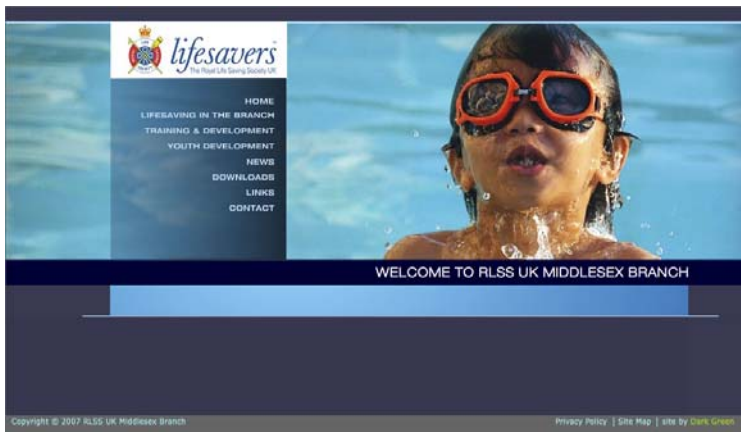 lifesavers™
The Royal Life Saving Society UK
HOME
LIFESAVING IN THE BRANCH
TRAINING & DEVELOPMENT
YOUTH DEVELOPMENT
NEWS
DOWNLOADS
LINKS
CONTACT
WELCOME TO RLSS UK MIDDLESEX BRANCH
Copyright © 2007 RLSS UK Middlesex Branch
Privacy Policy | Site Map | site by Dark Green